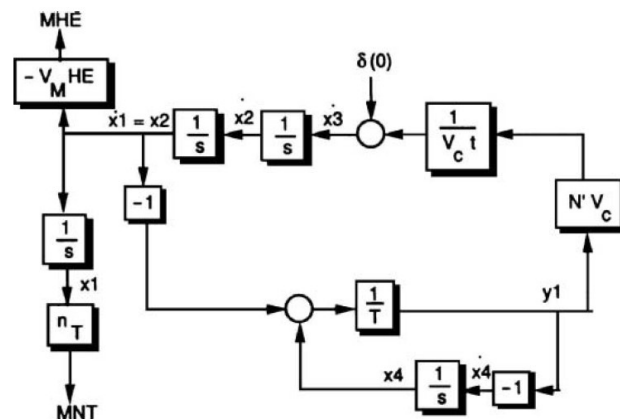 MHE
- V_M HE
δ(0)
ẋ1 = x2
1/s
ẋ2
1/s
ẋ3
1/(V_c t)
-1
N' V_c
1/s
x1
1/T
y1
n_T
x4
1/s
ẋ4
-1
MNT